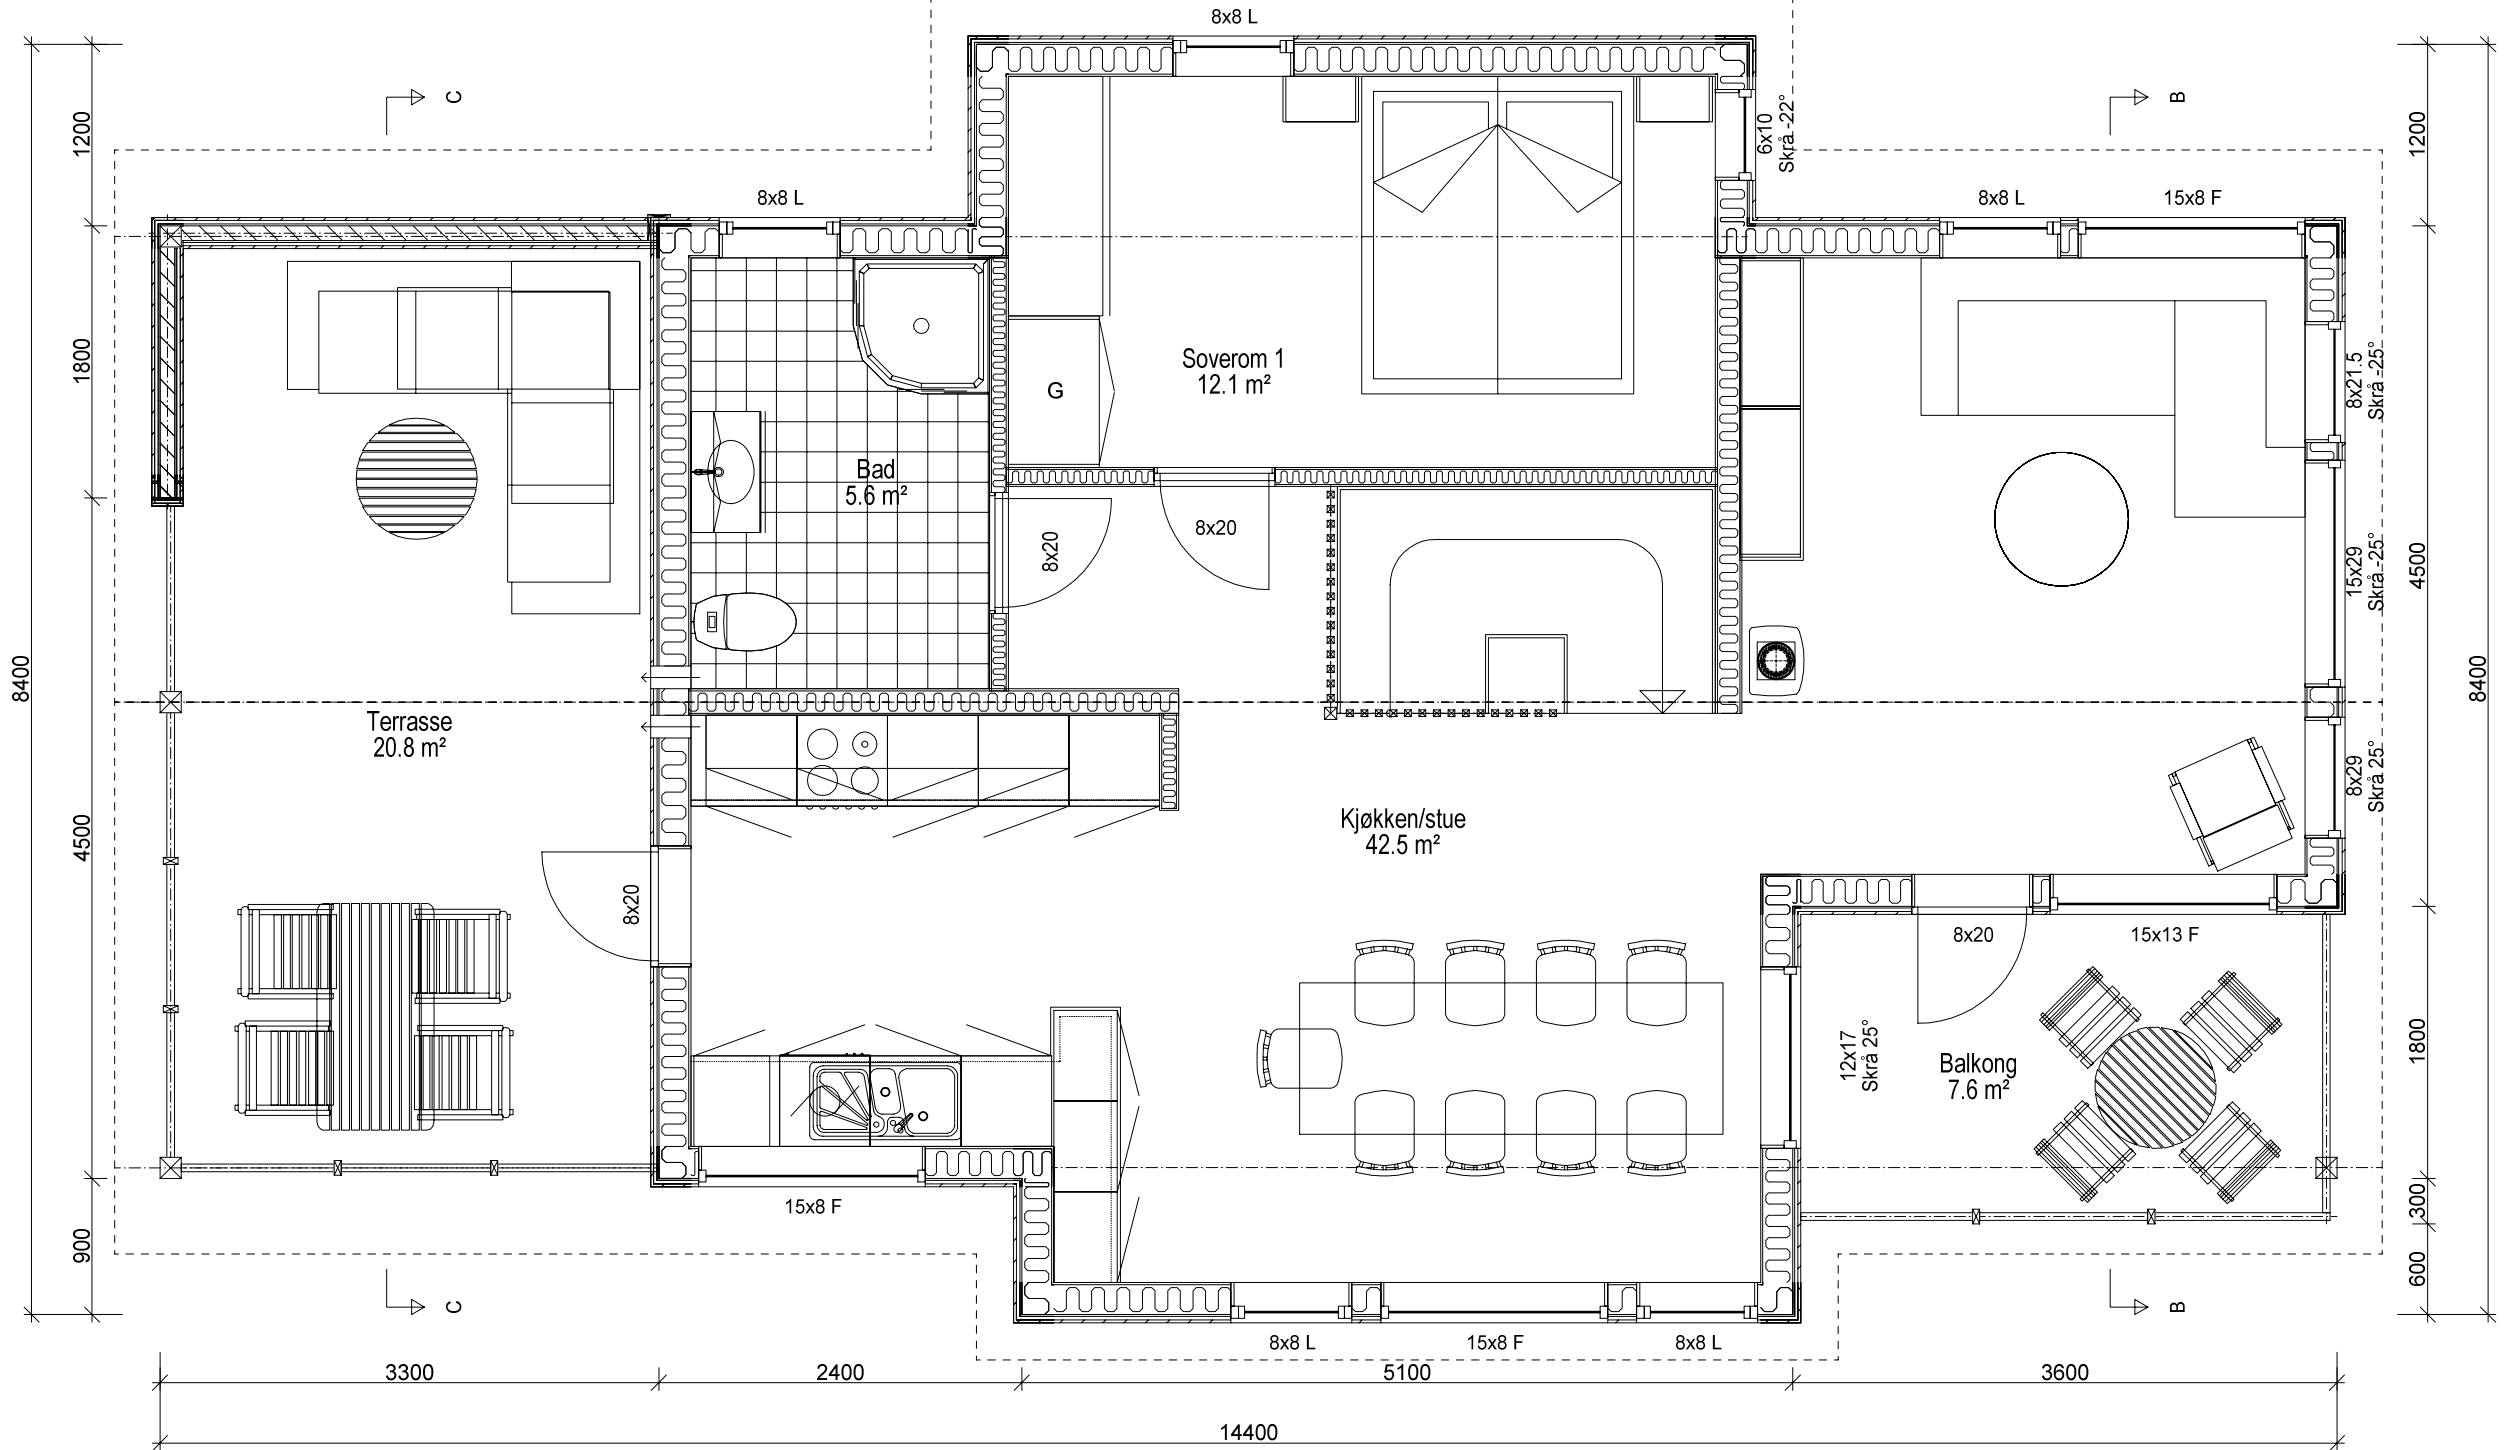 8x8 L
C
B
1200
1200
6x10
Skrå -22°
8x8 L
8x8 L
15x8 F
1800
Soverom 1
12.1 m²
G
8x21.5
Skrå -25°
Bad
5.6 m²
8x20
8x20
15x29
Skrå -25°
4500
8400
8400
Terrasse
20.8 m²
8x29
Skrå 25°
Kjøkken/stue
42.5 m²
4500
8x20
8x20
15x13 F
12x17
Skrå 25°
Balkong
7.6 m²
1800
15x8 F
300
900
600
C
B
8x8 L
15x8 F
8x8 L
3300
2400
5100
3600
14400